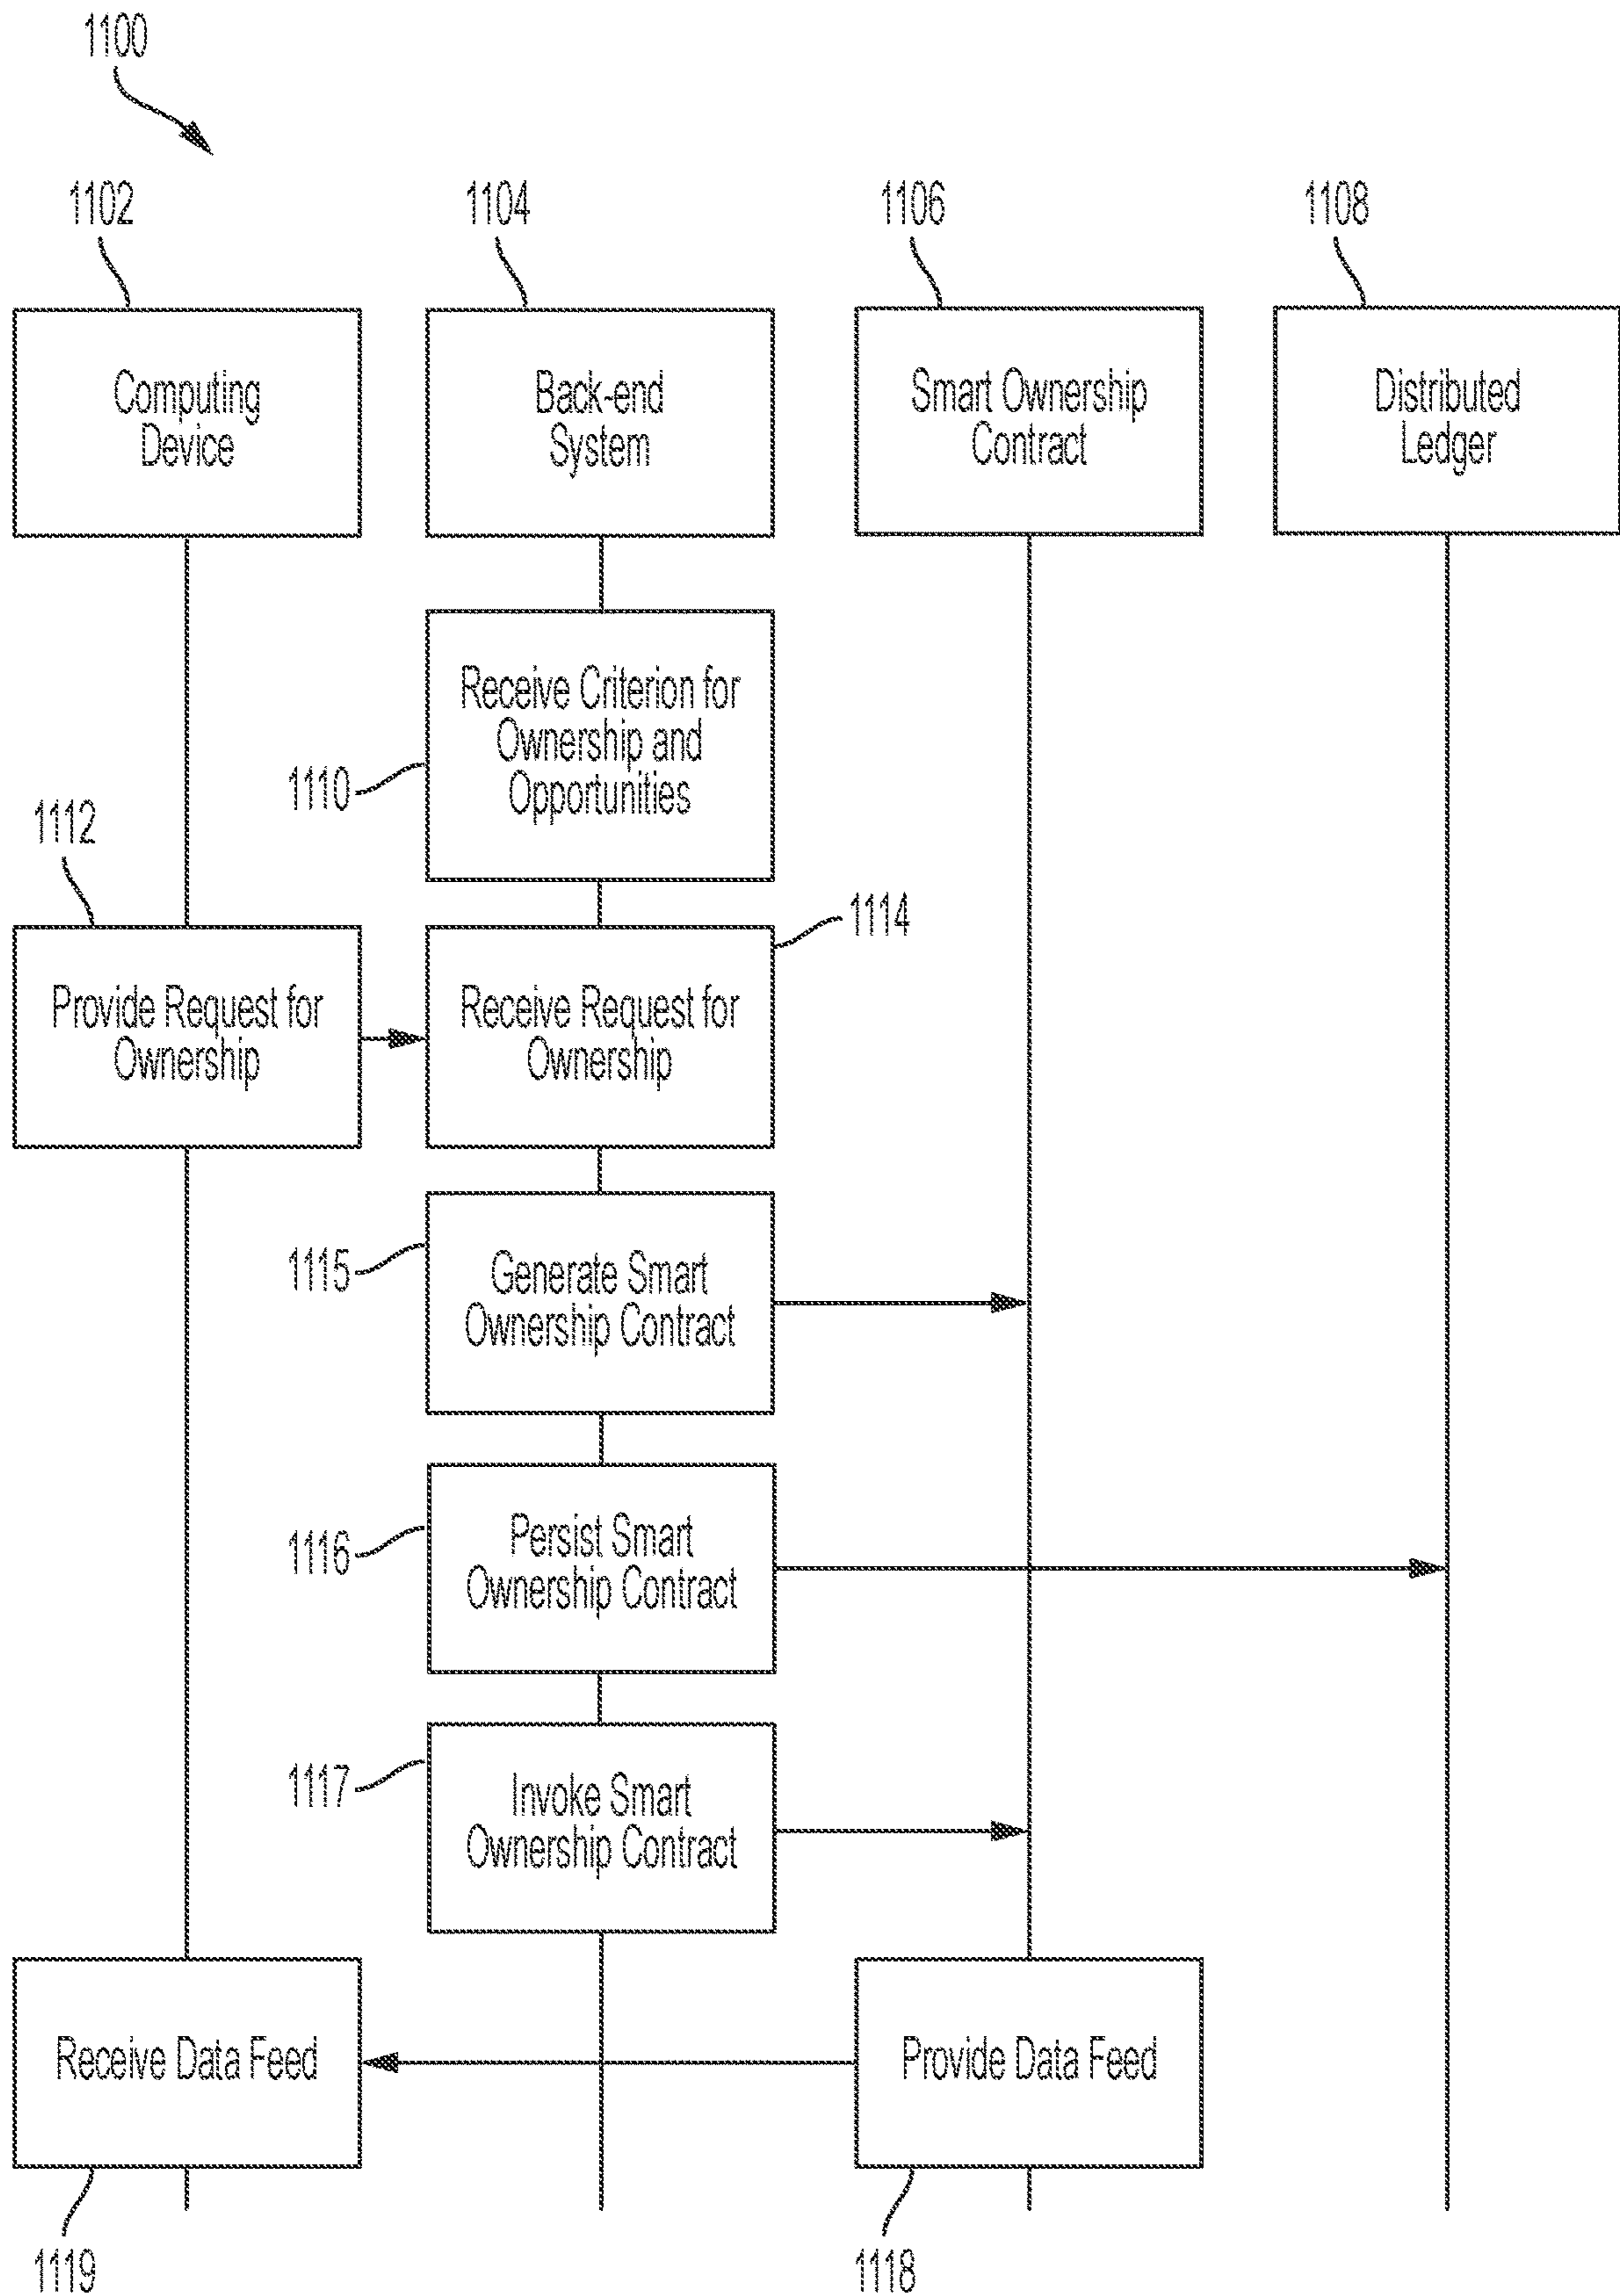 1100
1102
1104
1106
1108
Computing
Device
Back-end
System
Smart Ownership
Contract
Distributed
Ledger
Receive Criterion for
Ownership and
Opportunities
1110
1112
1114
Provide Request for
Ownership
Receive Request for
Ownership
1115
Generate Smart
Ownership Contract
1116
Persist Smart
Ownership Contract
1117
Invoke Smart
Ownership Contract
Receive Data Feed
Provide Data Feed
1119
1118